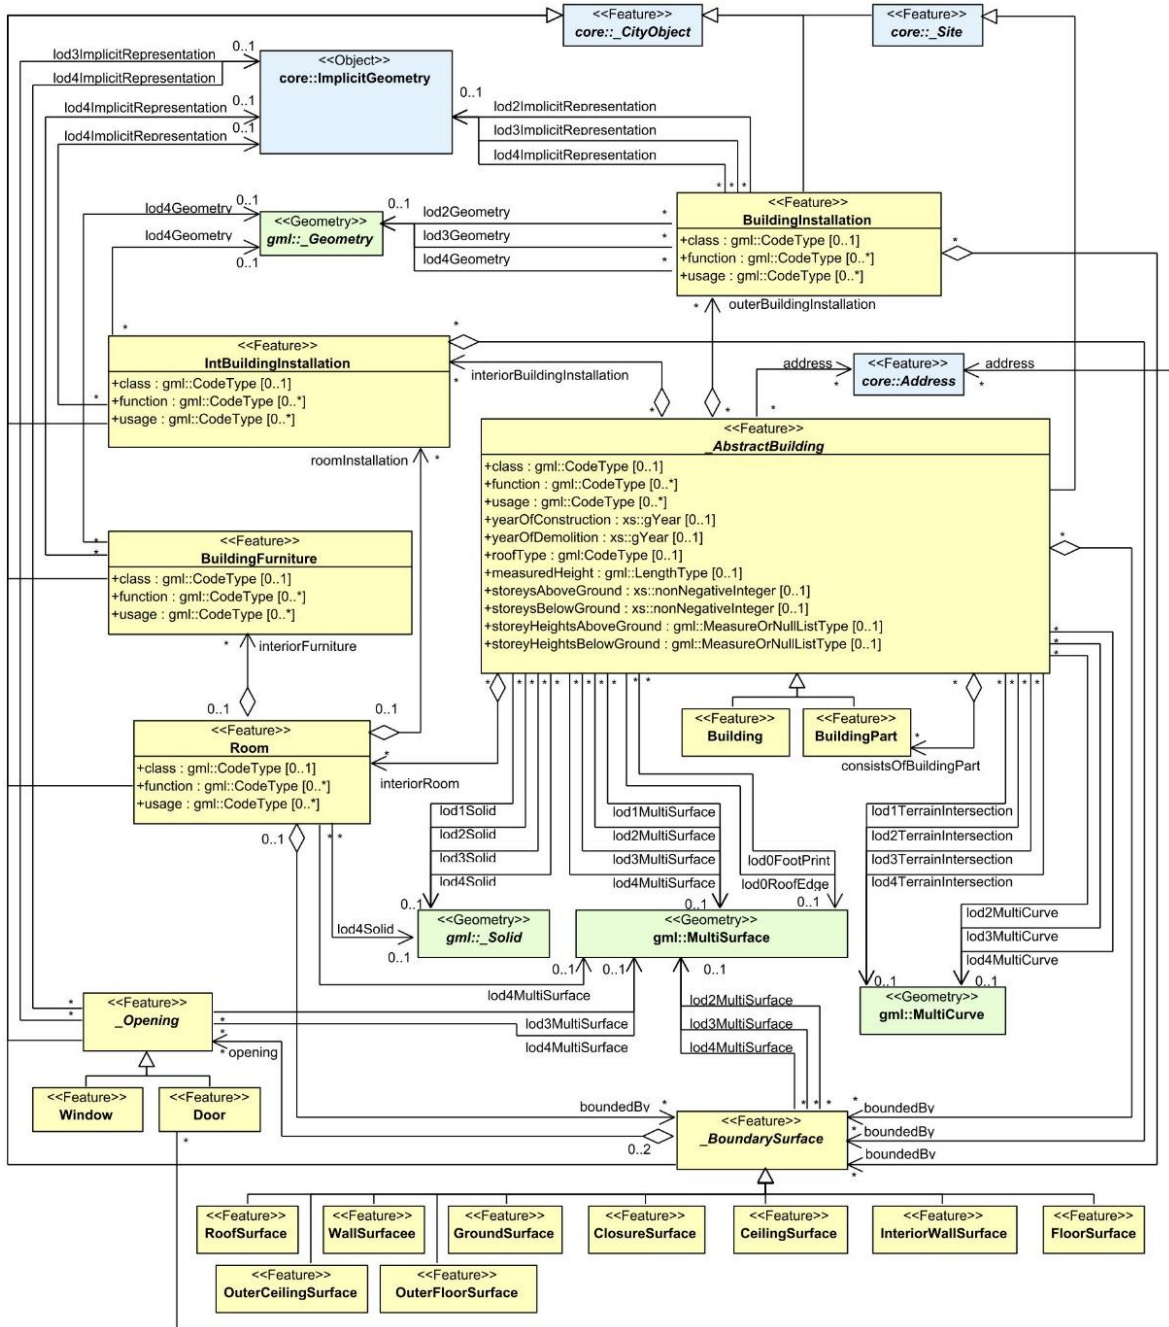 <<Feature>>
core::_CityObject
<<Feature>>
core::_Site
lod3ImplicitRepresentation
0..1
lod4ImplicitRepresentation
<<Object>>
core::ImplicitGeometry
0..1
lod2ImplicitRepresentation
lod3ImplicitRepresentation
lod4ImplicitRepresentation
lod4ImplicitRepresentation
0..1
lod4ImplicitRepresentation
0..1
* * *
<<Feature>>
BuildingInstallation
+class : gml::CodeType [0..1]
+function : gml::CodeType [0..*]
+usage : gml::CodeType [0..*]
*
0..1
lod4Geometry
lod4Geometry
0..1
<<Geometry>>
gml::_Geometry
0..1
lod2Geometry
*
lod3Geometry
*
lod4Geometry
*
* outerBuildingInstallation
*
<<Feature>>
IntBuildingInstallation
+class : gml::CodeType [0..1]
+function : gml::CodeType [0..*]
+usage : gml::CodeType [0..*]
*
*
* interiorBuildingInstallation
*
*
address
*
*
<<Feature>>
core::Address
address
*
roomInstallation
*
<<Feature>>
_AbstractBuilding
+class : gml::CodeType [0..1]
+function : gml::CodeType [0..*]
+usage : gml::CodeType [0..*]
+yearOfConstruction : xs::gYear [0..1]
+yearOfDemolition : xs::gYear [0..1]
+roofType : gml:CodeType [0..1]
+measuredHeight : gml::LengthType [0..1]
+storeysAboveGround : xs::nonNegativeInteger [0..1]
+storeysBelowGround : xs::nonNegativeInteger [0..1]
+storeyHeightsAboveGround : gml::MeasureOrNullListType [0..1]
+storeyHeightsBelowGround : gml::MeasureOrNullListType [0..1]
*
*
*
*
*
*
<<Feature>>
BuildingFurniture
+class : gml::CodeType [0..1]
+function : gml::CodeType [0..*]
+usage : gml::CodeType [0..*]
* interiorFurniture
0..1
0..1
<<Feature>>
Room
+class : gml::CodeType [0..1]
+function : gml::CodeType [0..*]
+usage : gml::CodeType [0..*]
* * * * * * * * * * *
* * * * *
<<Feature>>
Building
<<Feature>>
BuildingPart
*
consistsOfBuildingPart
*
interiorRoom
0..1
* *
lod1Solid
lod2Solid
lod3Solid
lod4Solid
0..1
lod1MultiSurface
lod2MultiSurface
lod3MultiSurface
lod4MultiSurface
0..1
lod0FootPrint
lod0RoofEdge
0..1
lod1TerrainIntersection
lod2TerrainIntersection
lod3TerrainIntersection
lod4TerrainIntersection
lod2MultiCurve
lod3MultiCurve
lod4MultiCurve
0..1
0..1
lod4Solid
0..1
<<Geometry>>
gml::_Solid
<<Geometry>>
gml::MultiSurface
0..1
0..1
0..1
<<Geometry>>
gml::MultiCurve
lod4MultiSurface
*
*
<<Feature>>
_Opening
*
*
* opening
lod3MultiSurface
lod4MultiSurface
lod2MultiSurface
lod3MultiSurface
lod4MultiSurface
<<Feature>>
Window
<<Feature>>
Door
*
boundedBy
*
0..2
* * *
<<Feature>>
_BoundarySurface
*
boundedBy
*
boundedBy
boundedBy
*
<<Feature>>
RoofSurface
<<Feature>>
WallSurfacee
<<Feature>>
GroundSurface
<<Feature>>
ClosureSurface
<<Feature>>
CeilingSurface
<<Feature>>
InteriorWallSurface
<<Feature>>
FloorSurface
<<Feature>>
OuterCeilingSurface
<<Feature>>
OuterFloorSurface